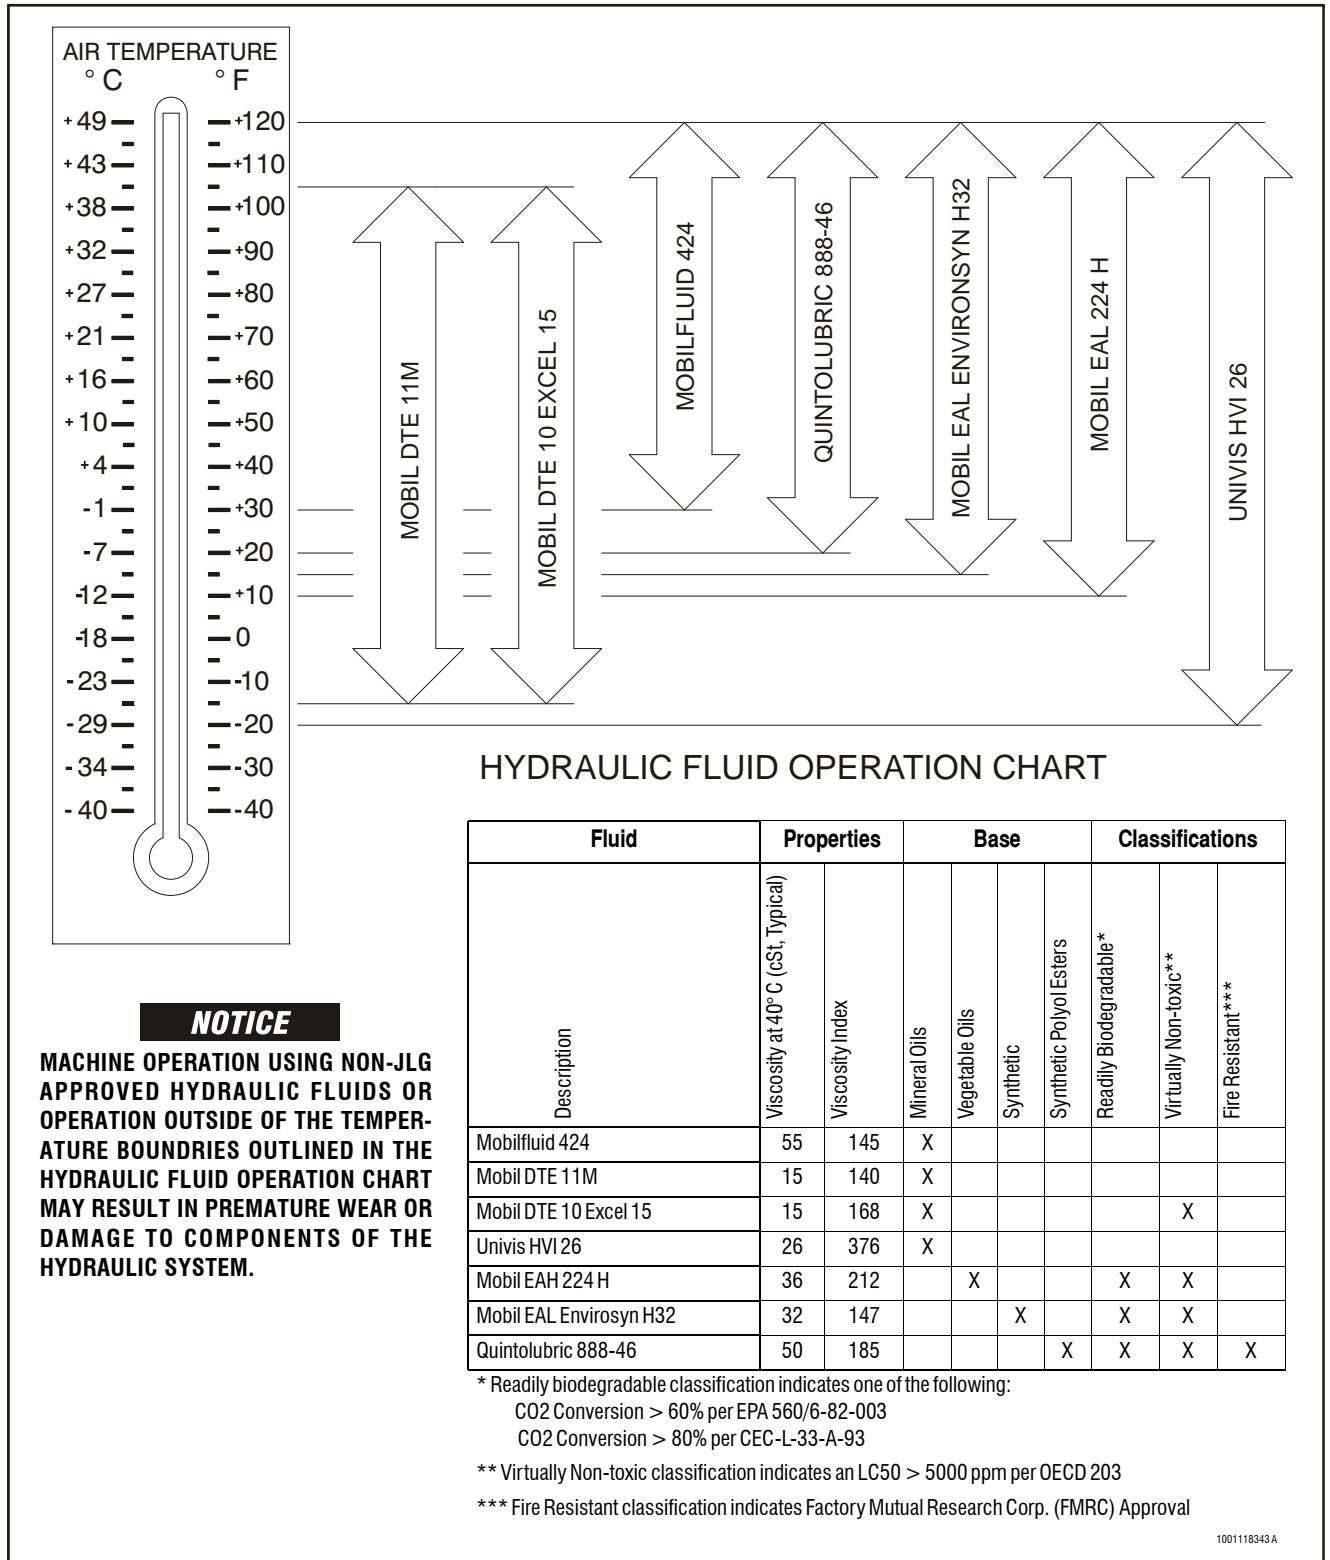 AIR TEMPERATURE
° C ° F
+49 +120
+43 +110
+38 +100
+32 +90
+27 +80
+21 +70
+16 +60
+10 +50
+4 +40
-1 +30
-7 +20
-12 +10
-18 0
-23 -10
-29 -20
-34 -30
-40 -40
MOBIL DTE 11M
MOBIL DTE 10 EXCEL 15
MOBILFLUID 424
QUINTOLUBRIC 888-46
MOBIL EAL ENVIRONSYN H32
MOBIL EAL 224 H
UNIVIS HVI 26
HYDRAULIC FLUID OPERATION CHART
NOTICE
MACHINE OPERATION USING NON-JLG
APPROVED HYDRAULIC FLUIDS OR
OPERATION OUTSIDE OF THE TEMPER-
ATURE BOUNDRIES OUTLINED IN THE
HYDRAULIC FLUID OPERATION CHART
MAY RESULT IN PREMATURE WEAR OR
DAMAGE TO COMPONENTS OF THE
HYDRAULIC SYSTEM.
Fluid Properties Base Classifications
Description
Viscosity at 40° C (cSt, Typical)
Viscosity Index
Mineral Oils
Vegetable Oils
Synthetic
Synthetic Polyol Esters
Readily Biodegradable*
Virtually Non-toxic**
Fire Resistant***
Mobilfluid 424 55 145 X
Mobil DTE 11M 15 140 X
Mobil DTE 10 Excel 15 15 168 X X
Univis HVI 26 26 376 X
Mobil EAH 224 H 36 212 X X X
Mobil EAL Envirosyn H32 32 147 X X X
Quintolubric 888-46 50 185 X X X X
* Readily biodegradable classification indicates one of the following:
CO2 Conversion > 60% per EPA 560/6-82-003
CO2 Conversion > 80% per CEC-L-33-A-93
** Virtually Non-toxic classification indicates an LC50 > 5000 ppm per OECD 203
*** Fire Resistant classification indicates Factory Mutual Research Corp. (FMRC) Approval
1001118343 A